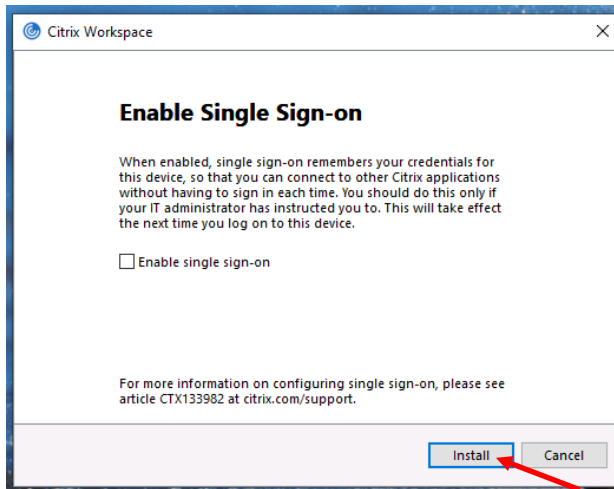 Citrix Workspace
Enable Single Sign-on
When enabled, single sign-on remembers your credentials for
this device, so that you can connect to other Citrix applications
without having to sign in each time. You should do this only if
your IT administrator has instructed you to. This will take effect
the next time you log on to this device.
Enable single sign-on
For more information on configuring single sign-on, please see
article CTX133982 at citrix.com/support.
Install Cancel